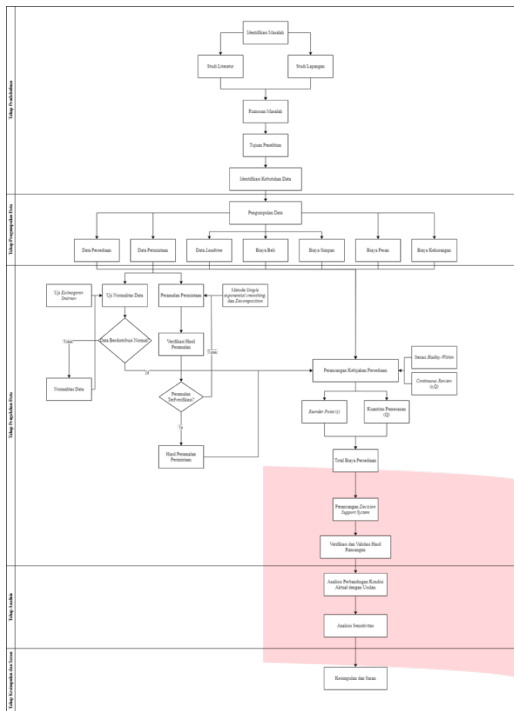 Tahap Pendahuluan
Identifikasi Masalah
Studi Literatur
Studi Lapangan
Rumusan Masalah
Tujuan Penelitian
Identifikasi Kebutuhan Data
Tahap Pengumpulan Data
Pengumpulan Data
Data Persediaan
Data Permintaan
Data Leadtime
Biaya Beli
Biaya Simpan
Biaya Pesan
Biaya Kekurangan
Tahap Pengolahan Data
Uji Kolmogorov
Smirnov
Uji Normalitas Data
Peramalan Permintaan
Metode Single
exponential smoothing
dan Decomposition
Data Berdistribusi Normal?
Verifikasi Hasil
Peramalan
Tidak
Tidak
Ya
Normalitas Data
Peramalan
Terverifikasi?
Ya
Hasil Peramalan
Permintaan
Perancangan Kebijakan Persediaan
Iterasi Hadley-Within
Continuous Review
(s,Q)
Reorder Point (s)
Kuantitas Pemesanan
(Q)
Total Biaya Persediaan
Perancangan Decision
Support System
Verifikasi dan Validasi Hasil
Rancangan
Tahap Analisis
Analisis Perbandingan Kondisi
Aktual dengan Usulan
Analisis Sensitivitas
Tahap Kesimpulan dan Saran
Kesimpulan dan Saran